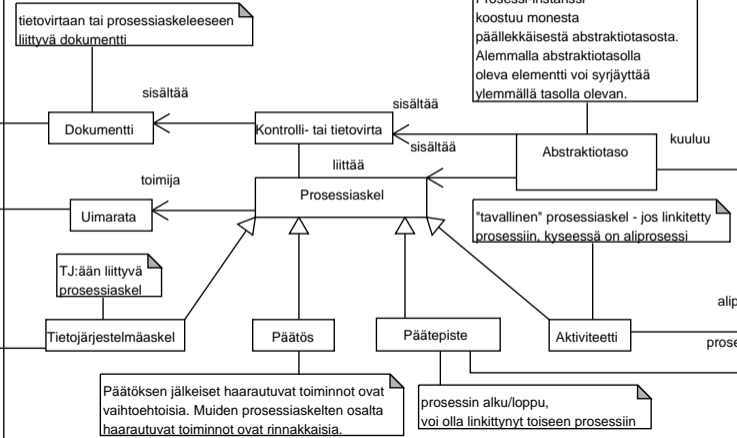 Prosessi-instanssi
koostuu monesta
päällekkäisestä abstraktiotasosta.
Alemmalla abstraktiotasolla
oleva elementti voi syrjäyttää
ylemmällä tasolla olevan.
tietovirtaan tai prosessiaskeleeseen
liittyvä dokumentti
sisältää
sisältää
Dokumentti
Kontrolli- tai tietovirta
sisältää
Abstraktiotaso
kuuluu
liittää
toimija
Prosessiaskel
Uimarata
"tavallinen" prosessiaskel - jos linkitetty
prosessiin, kyseessä on aliprosessi
TJ:ään liittyvä
prosessiaskel
Tietojärjestelmäaskel
Päätös
Päätepiste
Aktiviteetti
alip
prose
Päätöksen jälkeiset haarautuvat toiminnot ovat
vaihtoehtoisia. Muiden prosessiaskelten osalta
haarautuvat toiminnot ovat rinnakkaisia.
prosessin alku/loppu,
voi olla linkittynyt toiseen prosessiin